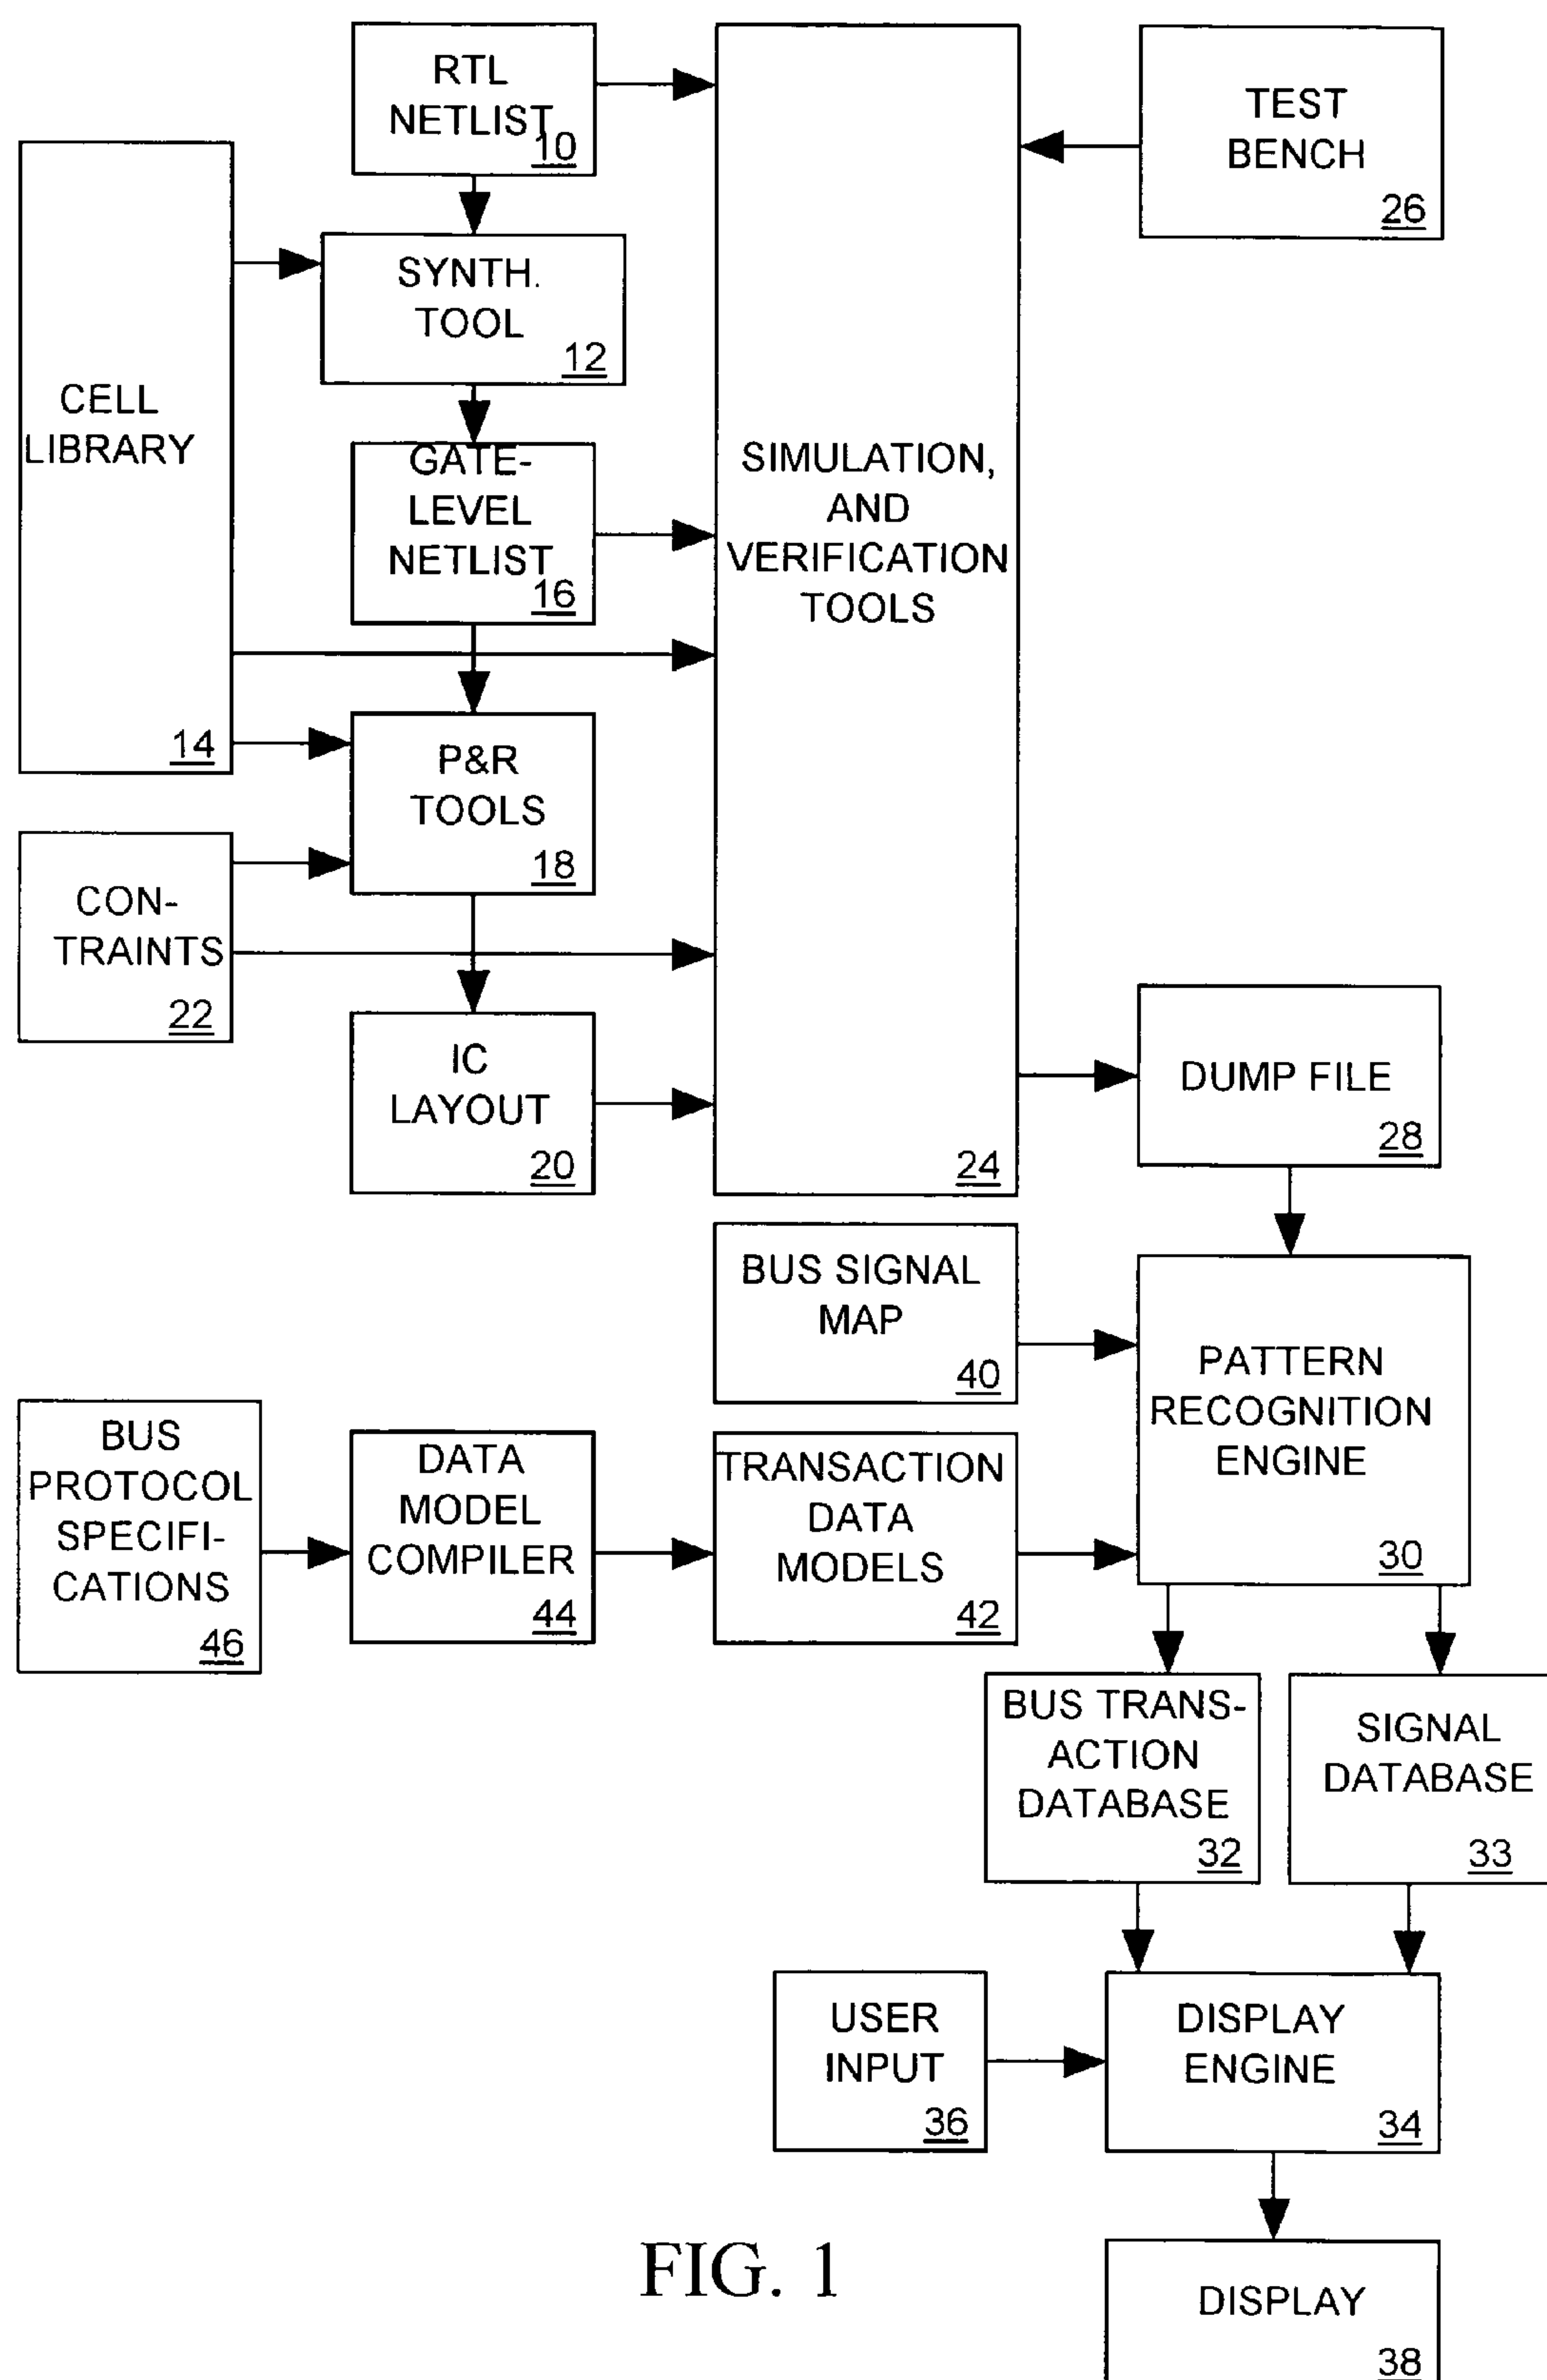 RTL
NETLIST
10
TEST
BENCH
26
SYNTH.
TOOL
12
CELL
LIBRARY
14
GATE-
LEVEL
NETLIST
16
SIMULATION,
AND
VERIFICATION
TOOLS
24
P&R
TOOLS
18
CON-
TRAINTS
22
IC
LAYOUT
20
DUMP FILE
28
BUS SIGNAL
MAP
40
PATTERN
RECOGNITION
ENGINE
30
BUS
PROTOCOL
SPECIFI-
CATIONS
46
DATA
MODEL
COMPILER
44
TRANSACTION
DATA
MODELS
42
BUS TRANS-
ACTION
DATABASE
32
SIGNAL
DATABASE
33
USER
INPUT
36
DISPLAY
ENGINE
34
FIG. 1
DISPLAY
38